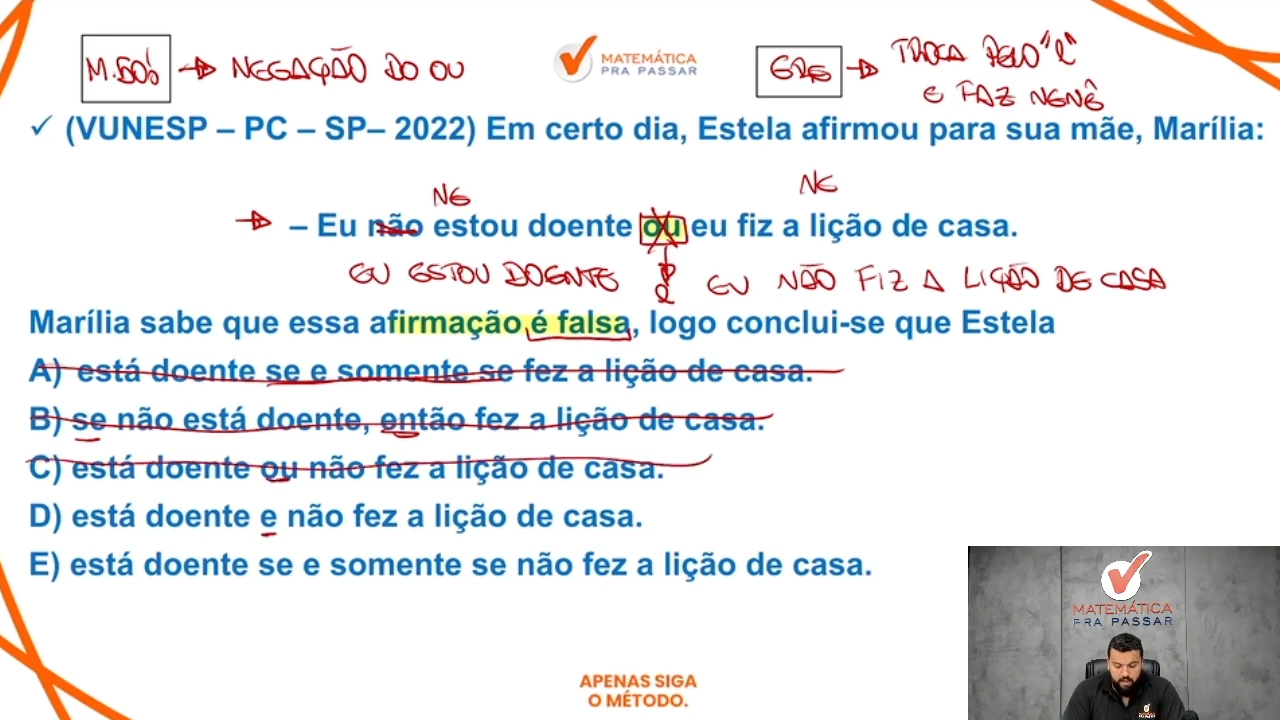 M.500 → NEGAÇÃO DO OU
MATEMÁTICA
PRA PASSAR
→ TROCA PELO "E"
E FAZ NENÊ
✓ (VUNESP – PC – SP– 2022) Em certo dia, Estela afirmou para sua mãe, Marília:
NE NE
→ – Eu não estou doente ou eu fiz a lição de casa.
EU ESTOU DOENTE E EU NÃO FIZ A LIÇÃO DE CASA
Marília sabe que essa afirmação é falsa, logo conclui-se que Estela
A) está doente se e somente se fez a lição de casa.
B) se não está doente, então fez a lição de casa.
C) está doente ou não fez a lição de casa.
D) está doente e não fez a lição de casa.
E) está doente se e somente se não fez a lição de casa.
MATEMÁTICA
PRA PASSAR
APENAS SIGA
O MÉTODO.